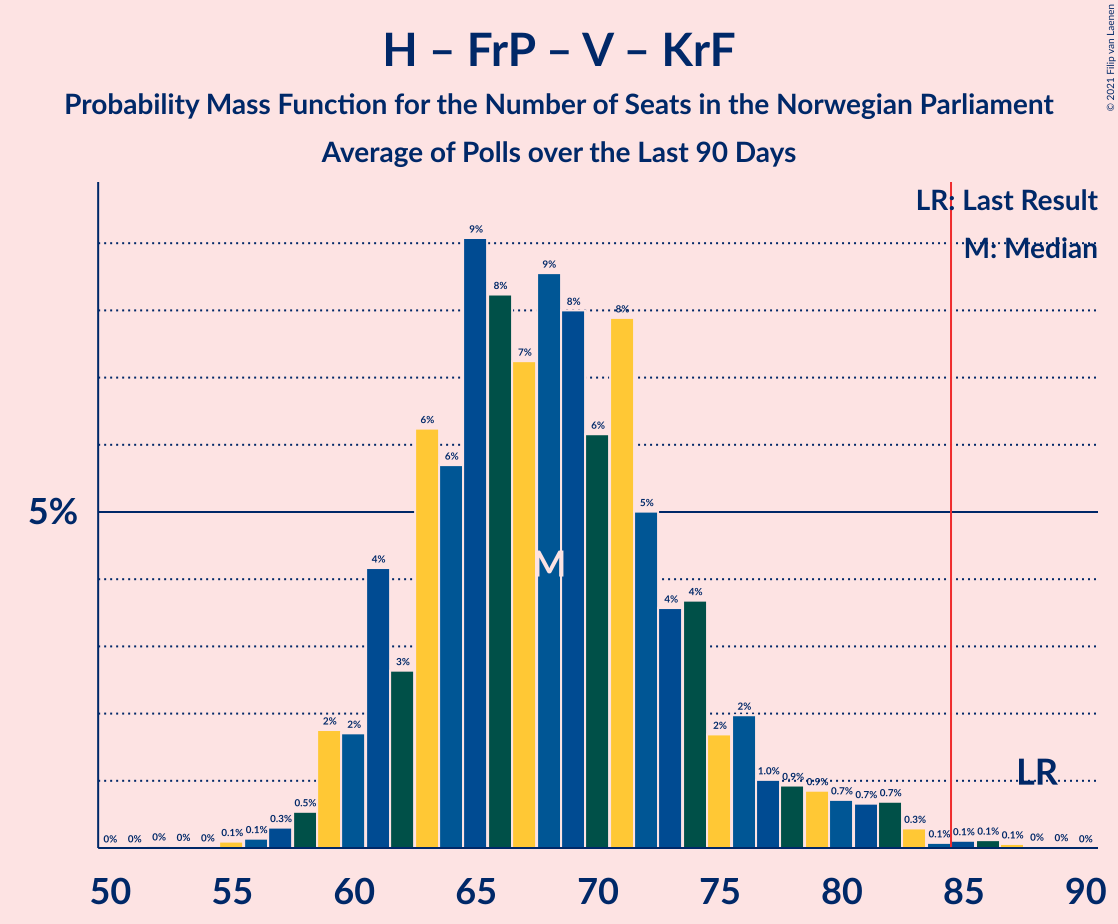 H – FrP – V – KrF
Probability Mass Function for the Number of Seats in the Norwegian Parliament
Average of Polls over the Last 90 Days
© 2021 Filip van Laenen
LR: Last Result
M: Median
5%
0% 0% 0% 0% 0% 0.1% 0.1% 0.3% 0.5% 2% 2% 4% 3% 6% 6% 9% 8% 7% 9% 8% 6% 8% 5% 4% 4% 2% 2% 1.0% 0.9% 0.9% 0.7% 0.7% 0.7% 0.3% 0.1% 0.1% 0.1% 0.1% 0% 0% 0%
M
LR
50 55 60 65 70 75 80 85 90